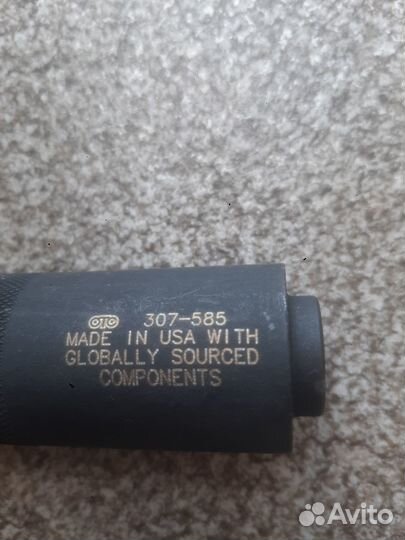 OTC 307-585
MADE IN USA WITH
GLOBALLY SOURCED
COMPONENTS
Avito